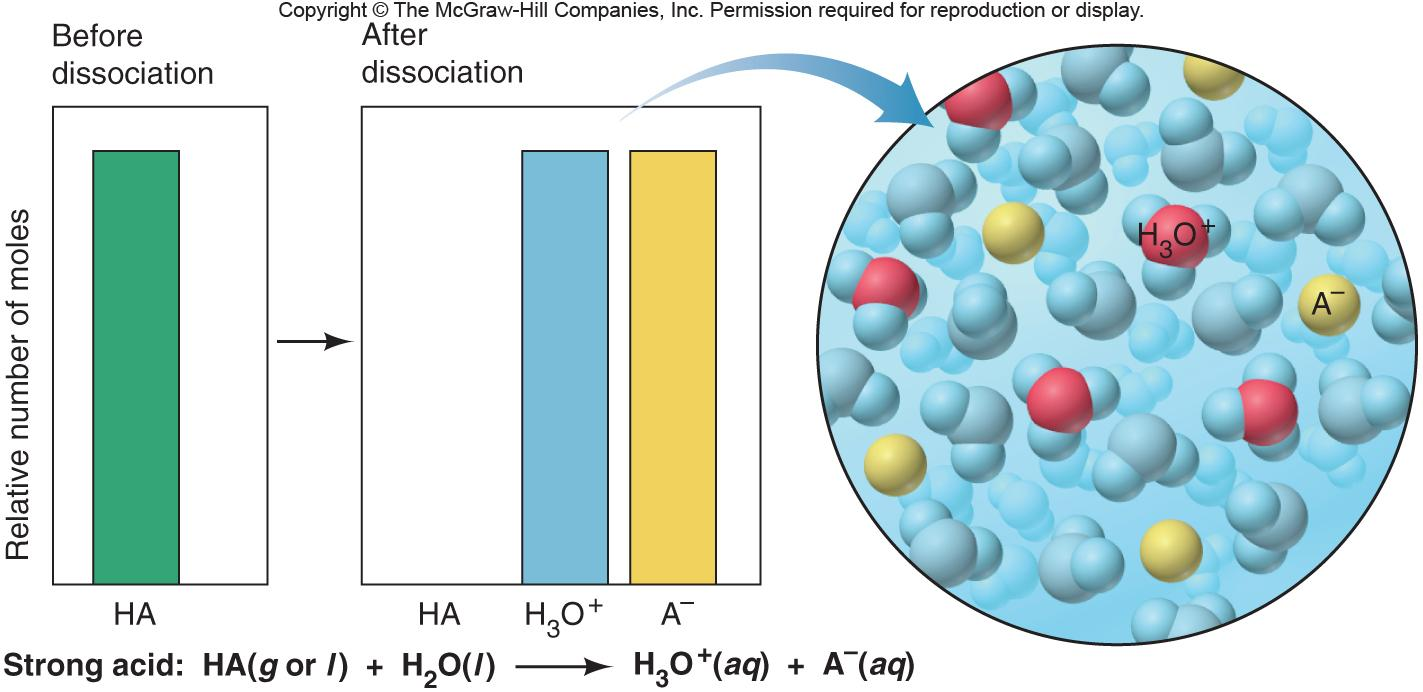 Copyright © The McGraw-Hill Companies, Inc. Permission required for reproduction or display.
Before
dissociation
After
dissociation
Relative number of moles
HA
HA
H₃O⁺
A⁻
H₃O⁺
A⁻
Strong acid: HA(g or l) + H₂O(l) ⟶ H₃O⁺(aq) + A⁻(aq)